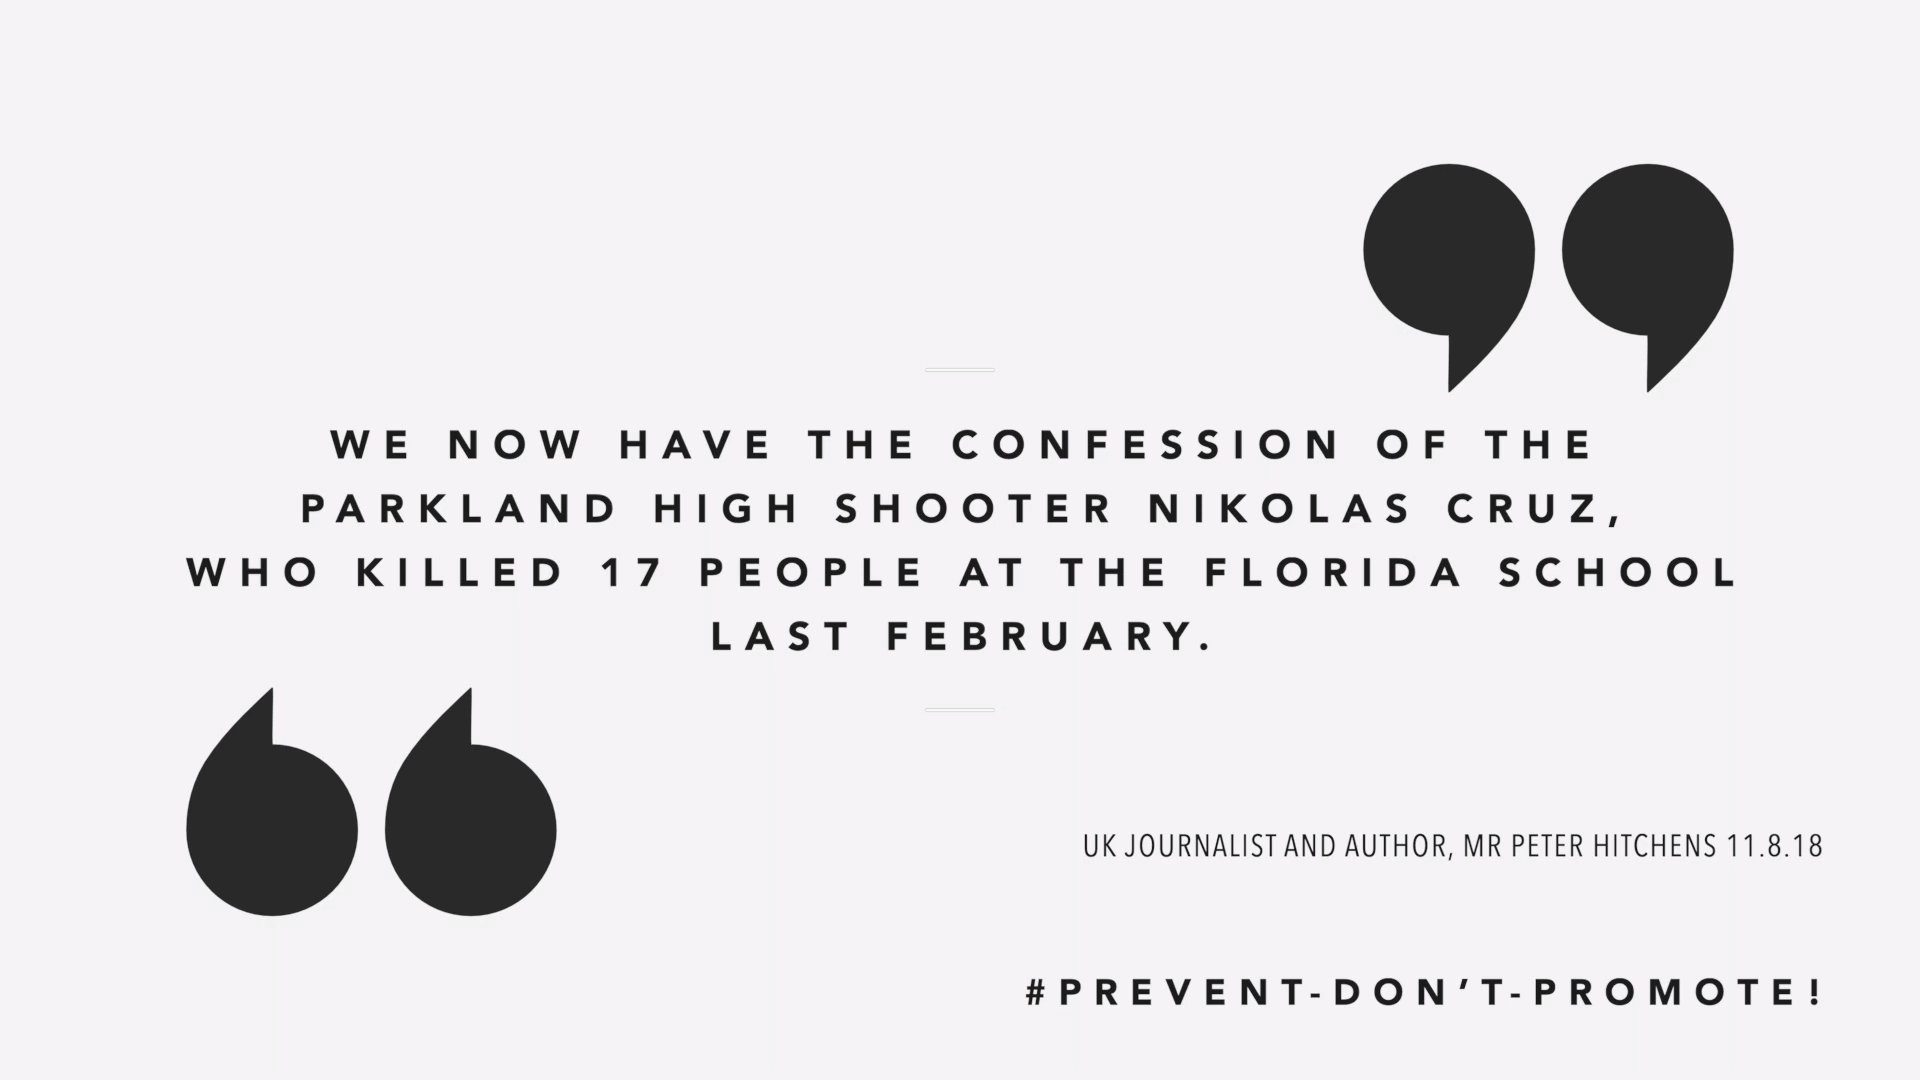 WE NOW HAVE THE CONFESSION OF THE
PARKLAND HIGH SHOOTER NIKOLAS CRUZ,
WHO KILLED 17 PEOPLE AT THE FLORIDA SCHOOL
LAST FEBRUARY.
UK JOURNALIST AND AUTHOR, MR PETER HITCHENS 11.8.18
#PREVENT-DON’T-PROMOTE!